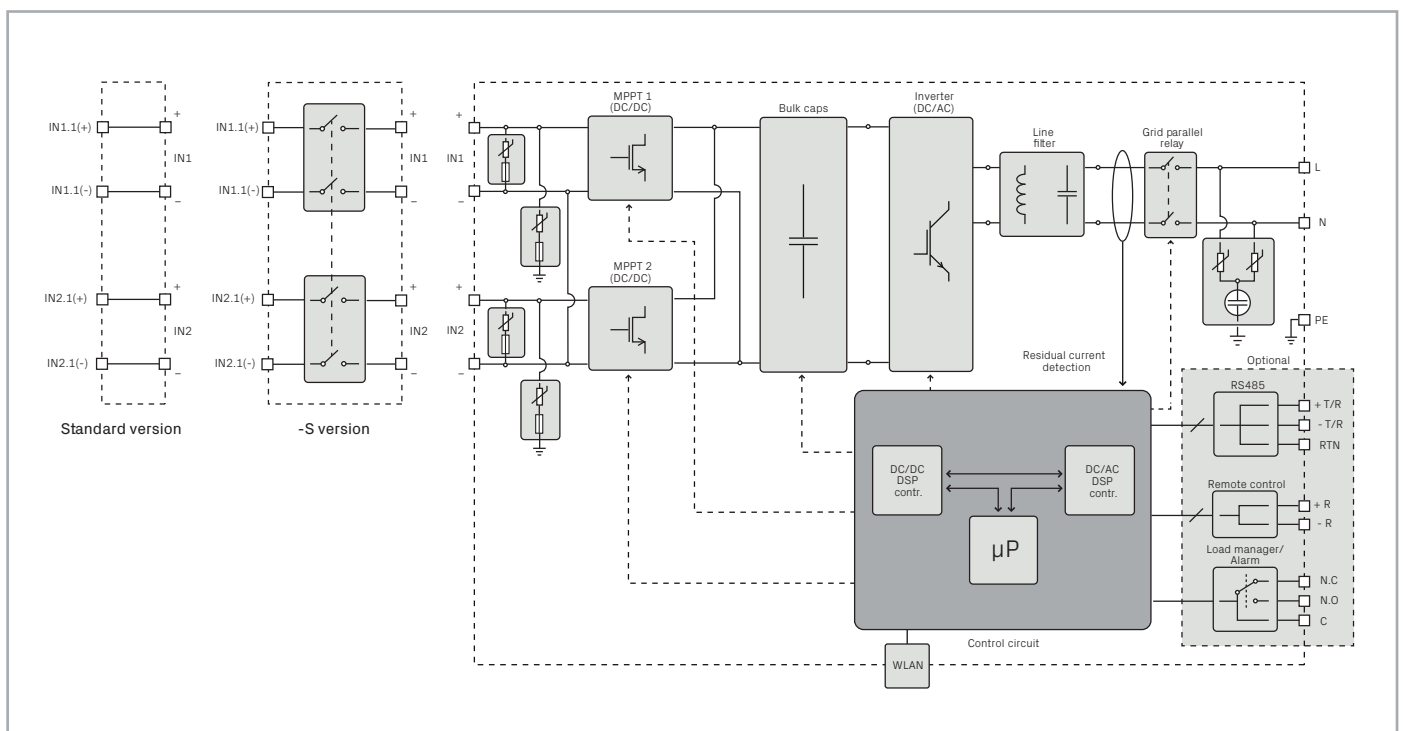 IN1.1(+)
+
IN1
IN1.1(-)
−
IN2.1(+)
+
IN2
IN2.1(-)
−
Standard version
IN1.1(+)
+
IN1
IN1.1(-)
−
IN2.1(+)
+
IN2
IN2.1(-)
−
-S version
+
IN1
−
+
IN2
−
MPPT 1
(DC/DC)
MPPT 2
(DC/DC)
Bulk caps
Inverter
(DC/AC)
Line
filter
Grid parallel
relay
L
N
PE
Residual current
detection
Optional
RS485
+ T/R
- T/R
RTN
Remote control
+ R
- R
Load manager/
Alarm
N.C
N.O
C
DC/DC
DSP
contr.
DC/AC
DSP
contr.
µP
Control circuit
WLAN